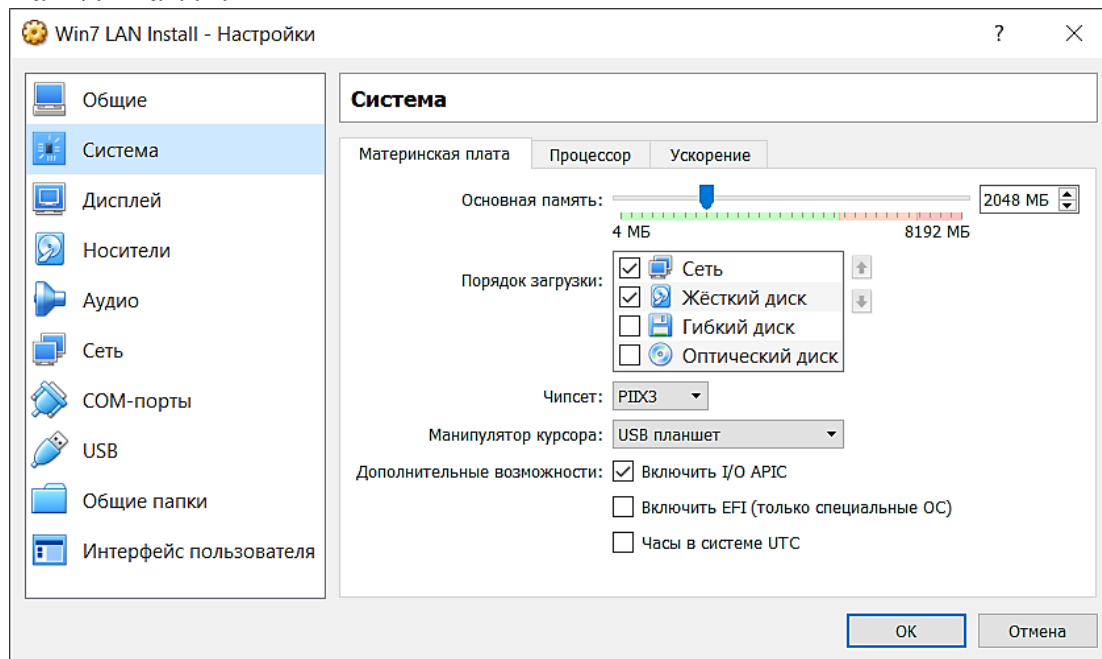 Win7 LAN Install - Настройки
?
Общие
Система
Дисплей
Носители
Аудио
Сеть
COM-порты
USB
Общие папки
Интерфейс пользователя
Система
Материнская плата Процессор Ускорение
Основная память: 2048 МБ
4 МБ 8192 МБ
Порядок загрузки:
Сеть
Жёсткий диск
Гибкий диск
Оптический диск
Чипсет: PIIX3
Манипулятор курсора: USB планшет
Дополнительные возможности: Включить I/O APIC
Включить EFI (только специальные ОС)
Часы в системе UTC
OK Отмена